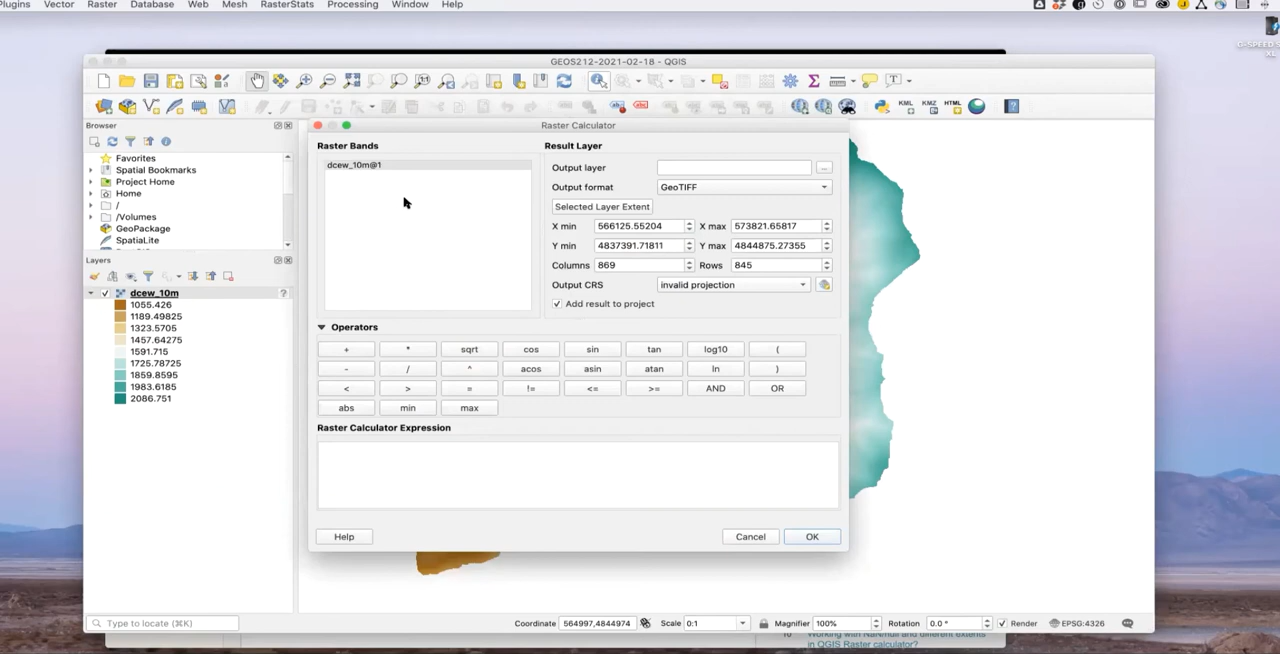 Plugins Vector Raster Database Web Mesh RasterStats Processing Window Help
GEOS212-2021-02-18 - QGIS
KML KMZ HTML
Browser
Favorites
Spatial Bookmarks
Project Home
Home
/
/Volumes
GeoPackage
SpatiaLite
Layers
dcew_10m ?
1055.426
1189.49825
1323.5705
1457.64275
1591.715
1725.78725
1859.8595
1983.6185
2086.751
Raster Calculator
Raster Bands
dcew_10m@1
Result Layer
Output layer ...
Output format GeoTIFF
Selected Layer Extent
X min 566125.55204 X max 573821.65817
Y min 4837391.71811 Y max 4844875.27355
Columns 869 Rows 845
Output CRS invalid projection
Add result to project
Operators
+ * sqrt cos sin tan log10 (
- / ^ acos asin atan ln )
< > = != <= >= AND OR
abs min max
Raster Calculator Expression
Help Cancel OK
Type to locate (⌘K) Coordinate 564997,4844974 Scale 0:1 Magnifier 100% Rotation 0.0 ° Render EPSG:4326
10 Working with NaN/null and different extents
in QGIS Raster calculator?